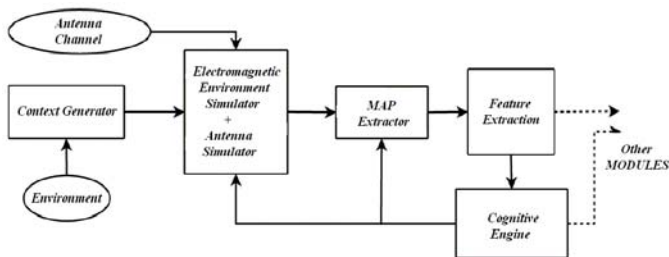 Antenna
Channel
Electromagnetic
Environment
Simulator
+
Antenna
Simulator
Context Generator
MAP
Extractor
Feature
Extraction
Other
MODULES
Environment
Cognitive
Engine